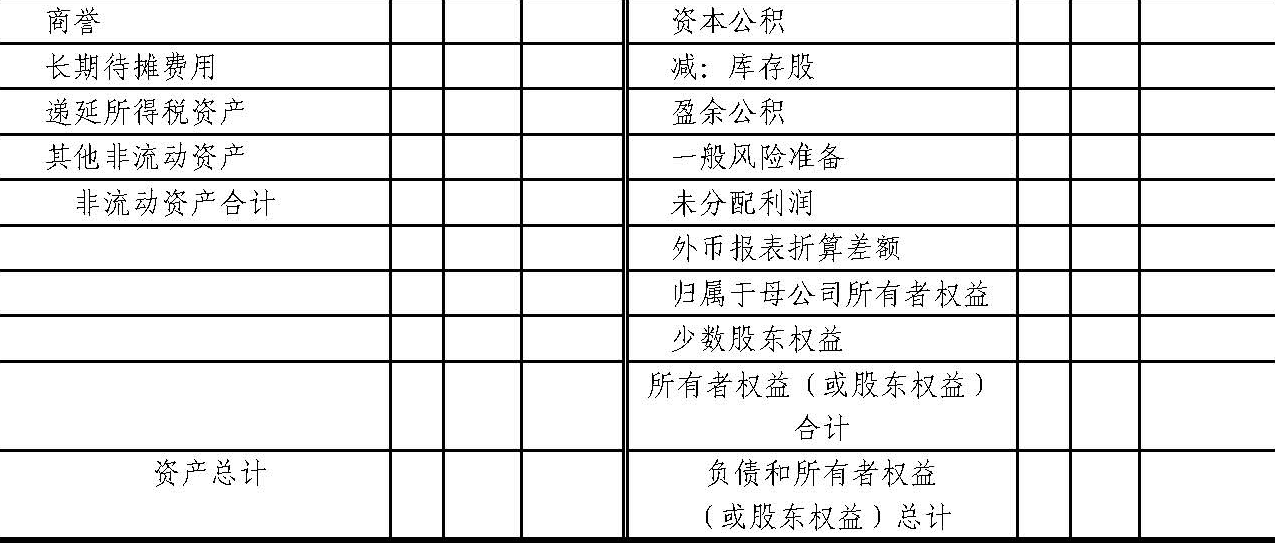 商誉
资本公积
长期待摊费用
减：库存股
递延所得税资产
盈余公积
其他非流动资产
一般风险准备
非流动资产合计
未分配利润
外币报表折算差额
归属于母公司所有者权益
少数股东权益
所有者权益（或股东权益）
合计
资产总计
负债和所有者权益
（或股东权益）总计